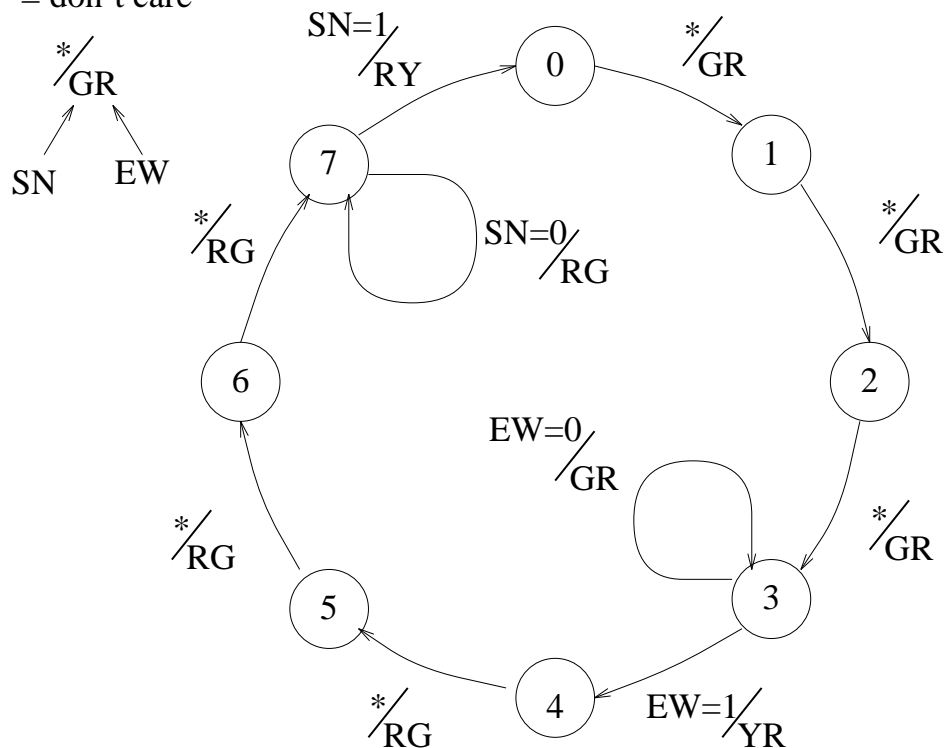 = don't care
*/GR
SN
EW
SN=1/RY
0
*/GR
1
*/GR
2
*/GR
3
EW=0/GR
EW=1/YR
4
*/RG
5
*/RG
6
*/RG
7
SN=0/RG